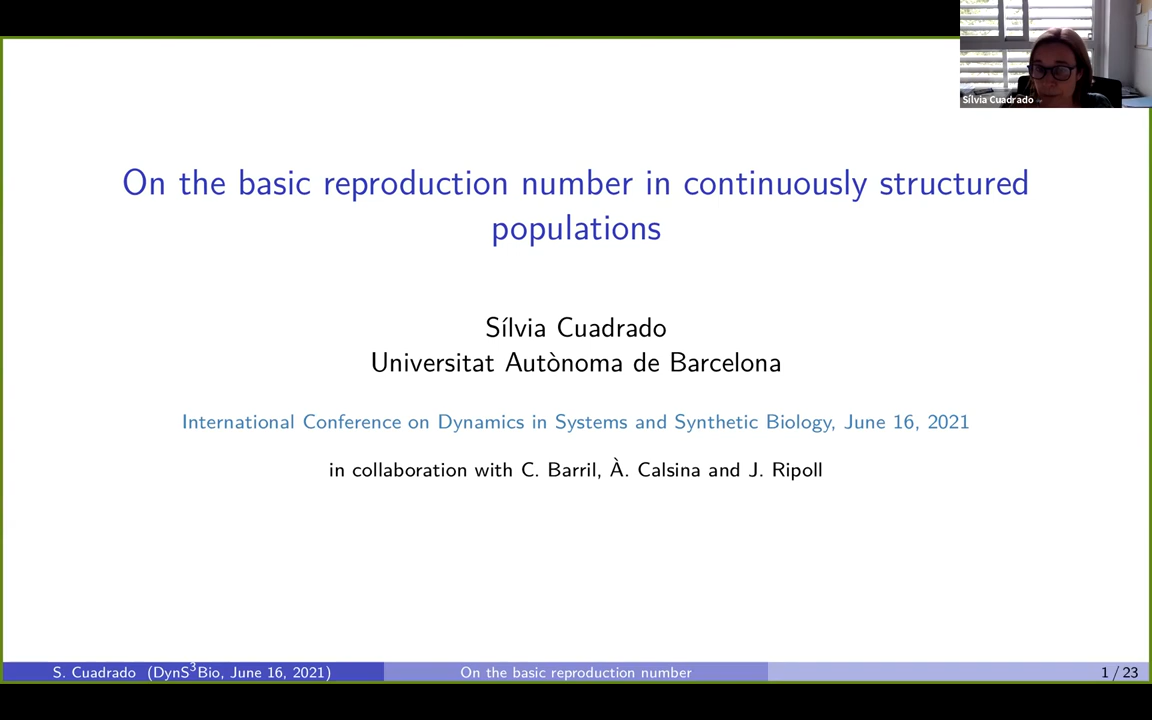 Sílvia Cuadrado
On the basic reproduction number in continuously structured
populations
Sílvia Cuadrado
Universitat Autònoma de Barcelona
International Conference on Dynamics in Systems and Synthetic Biology, June 16, 2021
in collaboration with C. Barril, À. Calsina and J. Ripoll
S. Cuadrado (DynS³Bio, June 16, 2021)
On the basic reproduction number
1 / 23